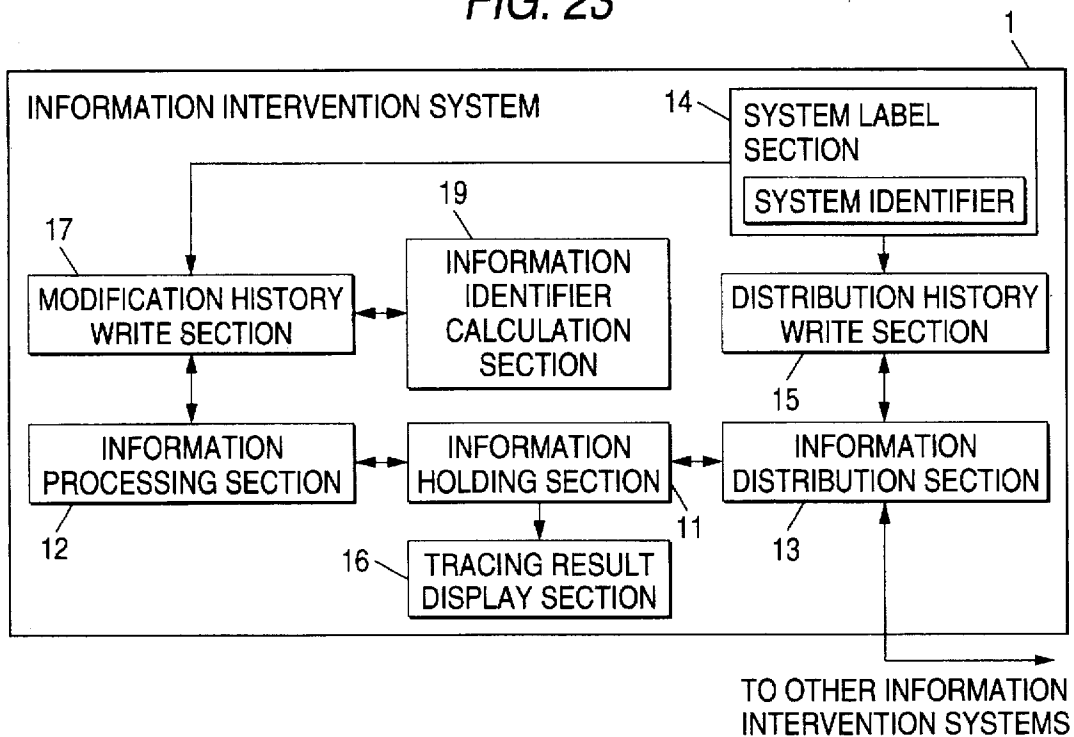 FIG. 23
1
INFORMATION INTERVENTION SYSTEM
14
SYSTEM LABEL
SECTION
SYSTEM IDENTIFIER
17
MODIFICATION HISTORY
WRITE SECTION
19
INFORMATION
IDENTIFIER
CALCULATION
SECTION
DISTRIBUTION HISTORY
WRITE SECTION
15
INFORMATION
PROCESSING SECTION
12
INFORMATION
HOLDING SECTION
11
INFORMATION
DISTRIBUTION SECTION
13
16
TRACING RESULT
DISPLAY SECTION
TO OTHER INFORMATION
INTERVENTION SYSTEMS